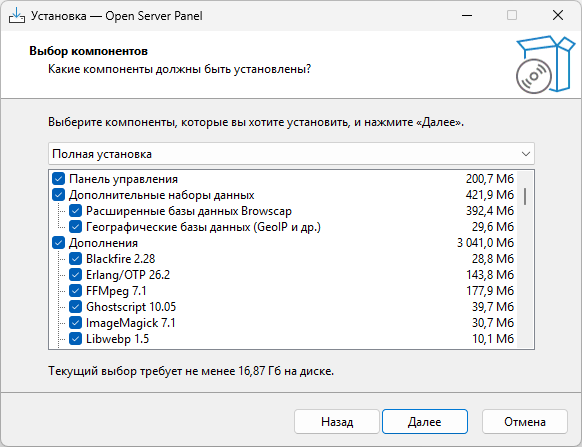 Установка — Open Server Panel
Выбор компонентов
Какие компоненты должны быть установлены?
Выберите компоненты, которые вы хотите установить, и нажмите «Далее».
Полная установка
Панель управления 200,7 Мб
Дополнительные наборы данных 421,9 Мб
Расширенные базы данных Browscap 392,4 Мб
Географические базы данных (GeoIP и др.) 29,6 Мб
Дополнения 3 041,0 Мб
Blackfire 2.28 28,8 Мб
Erlang/OTP 26.2 143,8 Мб
FFMpeg 7.1 177,9 Мб
Ghostscript 10.05 39,7 Мб
ImageMagick 7.1 30,7 Мб
Libwebp 1.5 10,1 Мб
Текущий выбор требует не менее 16,87 Гб на диске.
Назад Далее Отмена